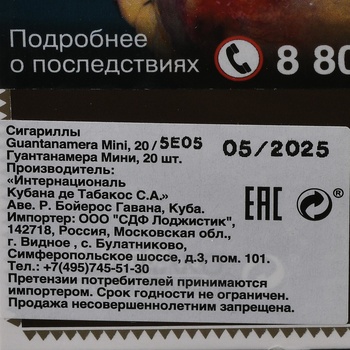 Подробнее
о последствиях
8 80
Сигариллы
Guantanamera Mini, 20/ 5E05 05/2025
Гуантанамера Мини, 20 шт.
Производитель:
«Интернациональ
Кубана де Табакос С.А.»
Аве. Р. Бойерос Гавана, Куба.
Импортер: ООО "СДФ Лоджистик",
142718, Россия, Московская обл.,
г. Видное , с. Булатниково,
Симферопольское шоссе, д.3, пом. 101.
Тел.: +7(495)745-51-30
Претензии потребителей принимаются
импортером. Срок годности не ограничен.
Продажа несовершеннолетним запрещена.
EAC